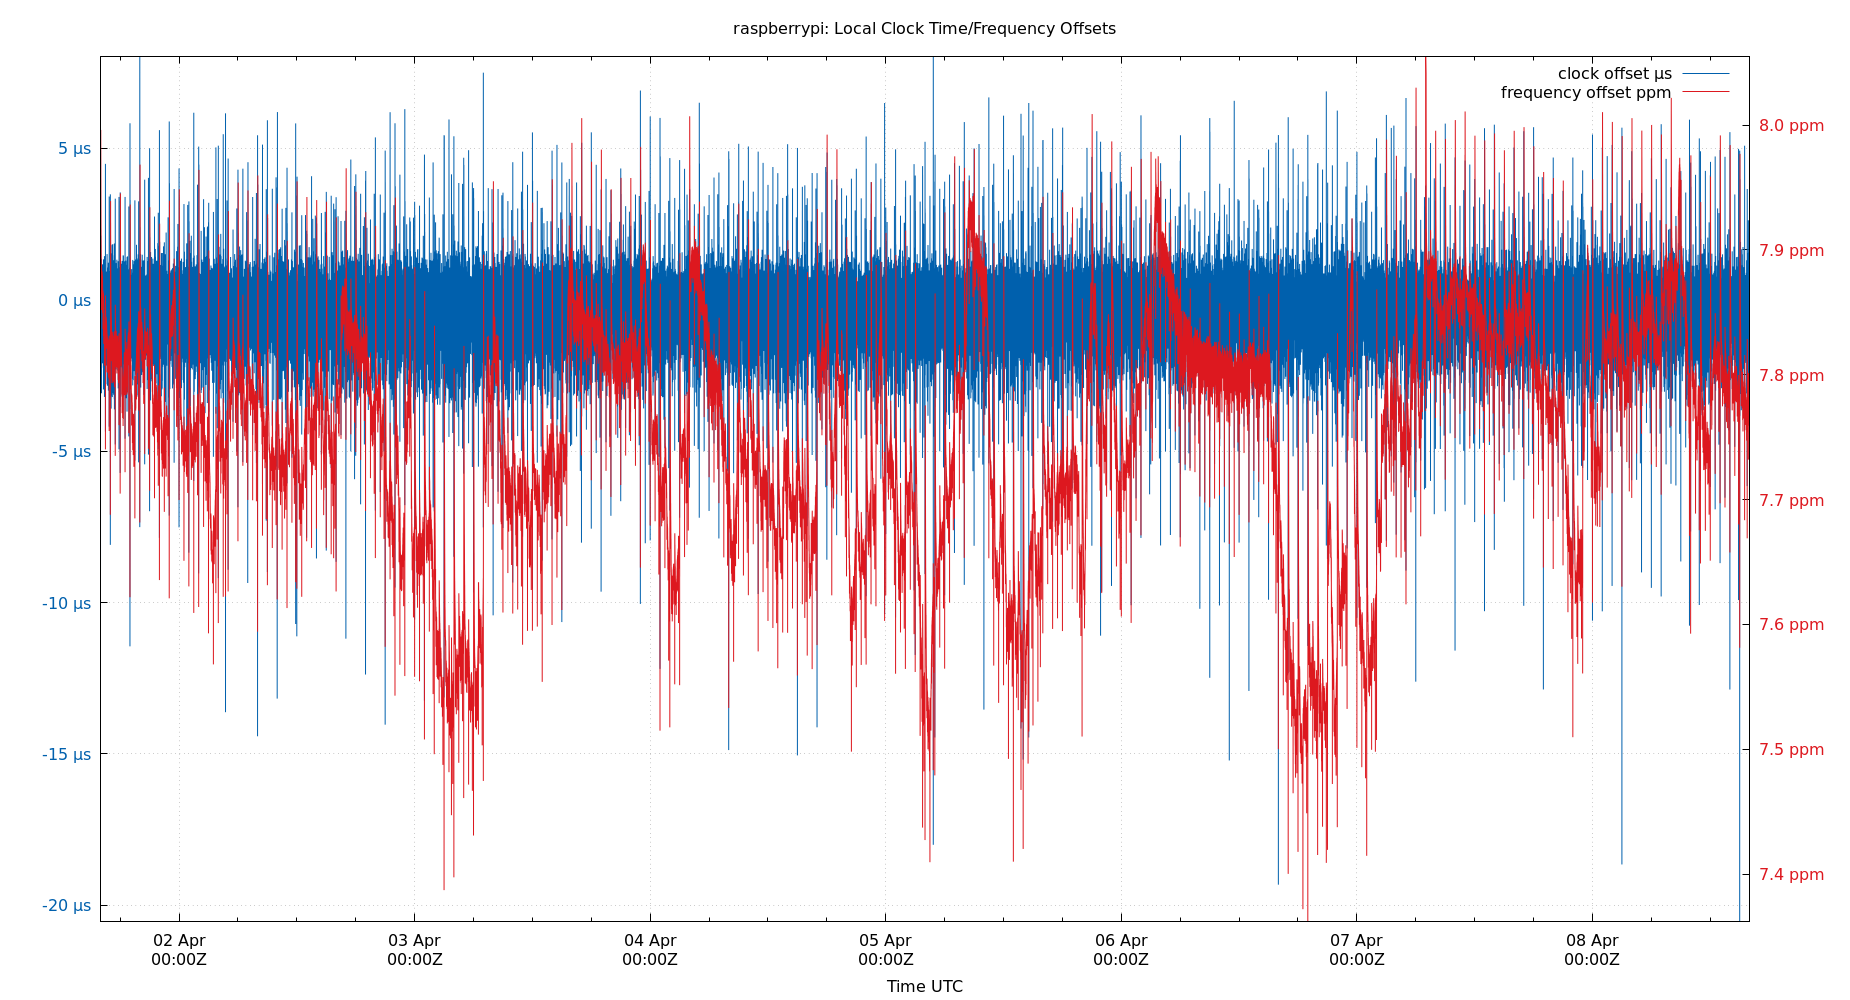 raspberrypi: Local Clock Time/Frequency Offsets
clock offset µs
frequency offset ppm
5 µs
0 µs
-5 µs
-10 µs
-15 µs
-20 µs
8.0 ppm
7.9 ppm
7.8 ppm
7.7 ppm
7.6 ppm
7.5 ppm
7.4 ppm
02 Apr
00:00Z
03 Apr
00:00Z
04 Apr
00:00Z
05 Apr
00:00Z
06 Apr
00:00Z
07 Apr
00:00Z
08 Apr
00:00Z
Time UTC